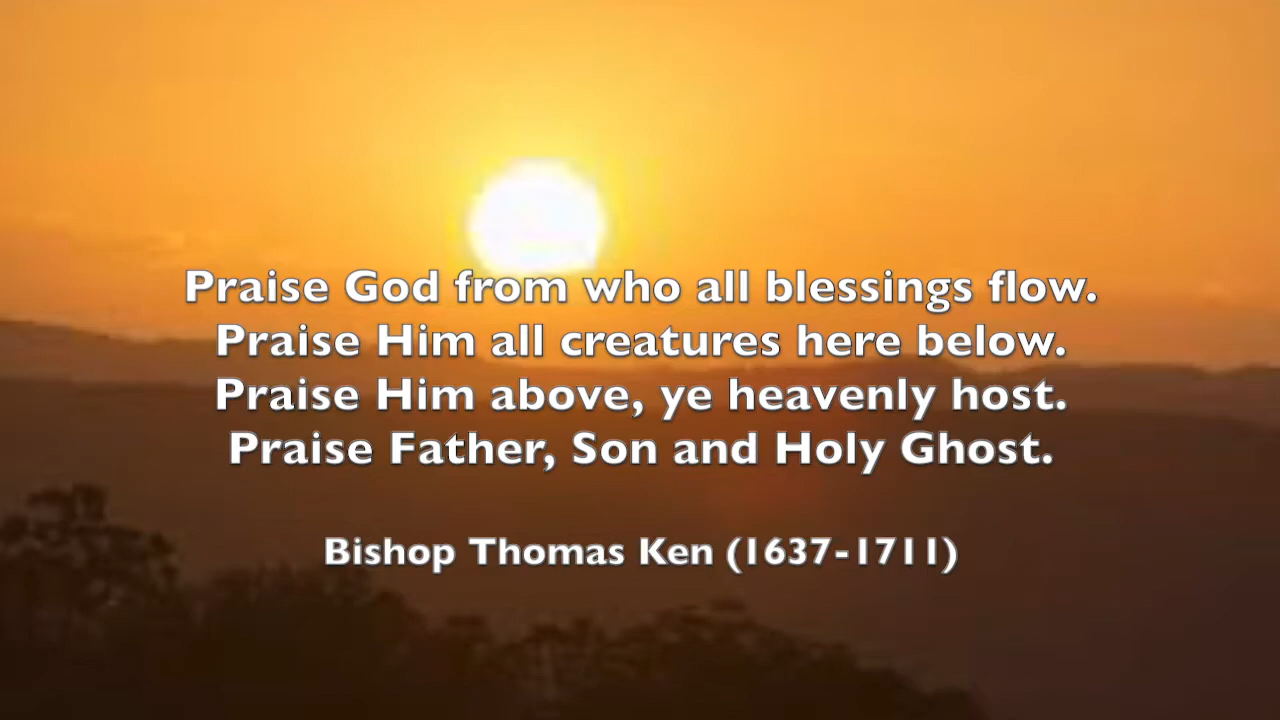 Praise God from who all blessings flow.
Praise Him all creatures here below.
Praise Him above, ye heavenly host.
Praise Father, Son and Holy Ghost.
Bishop Thomas Ken (1637-1711)